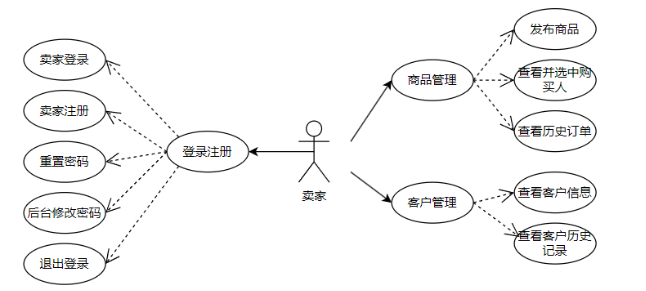 卖家登录
卖家注册
重置密码
后台修改密码
退出登录
登录注册
卖家
商品管理
客户管理
发布商品
查看并选中购
买人
查看历史订单
查看客户信息
查看客户历史
记录